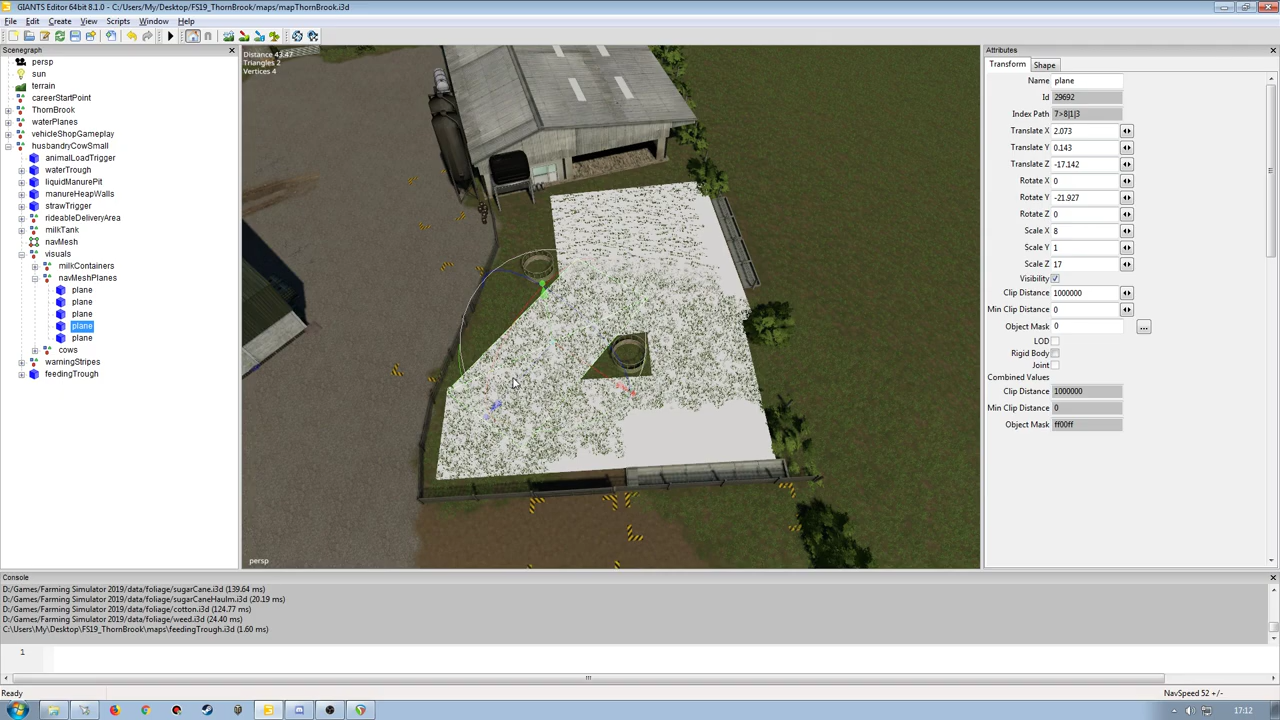 GIANTS Editor 64bit 8.1.0 - C:/Users/My/Desktop/FS19_ThornBrook/maps/mapThornBrook.i3d
File Edit Create View Scripts Window Help
Scenegraph
persp
sun
terrain
careerStartPoint
ThornBrook
waterPlanes
vehicleShopGameplay
husbandryCowSmall
animalLoadTrigger
waterTrough
liquidManurePit
manureHeapWalls
strawTrigger
rideableDeliveryArea
milkTank
navMesh
visuals
milkContainers
navMeshPlanes
plane
plane
plane
plane
plane
cows
warningStripes
feedingTrough
Distance 43.47
Triangles 2
Vertices 4
persp
Attributes
Transform Shape
Name plane
Id 29692
Index Path 7>8|1|3
Translate X 2.073
Translate Y 0.143
Translate Z -17.142
Rotate X 0
Rotate Y -21.927
Rotate Z 0
Scale X 8
Scale Y 1
Scale Z 17
Visibility
Clip Distance 1000000
Min Clip Distance 0
Object Mask 0 ...
LOD
Rigid Body
Joint
Combined Values
Clip Distance 1000000
Min Clip Distance 0
Object Mask ff00ff
Console
D:/Games/Farming Simulator 2019/data/foliage/sugarCane.i3d (139.64 ms)
D:/Games/Farming Simulator 2019/data/foliage/sugarCaneHaulm.i3d (20.19 ms)
D:/Games/Farming Simulator 2019/data/foliage/cotton.i3d (124.77 ms)
D:/Games/Farming Simulator 2019/data/foliage/weed.i3d (24.40 ms)
C:\Users\My\Desktop\FS19_ThornBrook\maps\feedingTrough.i3d (1.60 ms)
1
Ready
NavSpeed 52 +/-
17:12